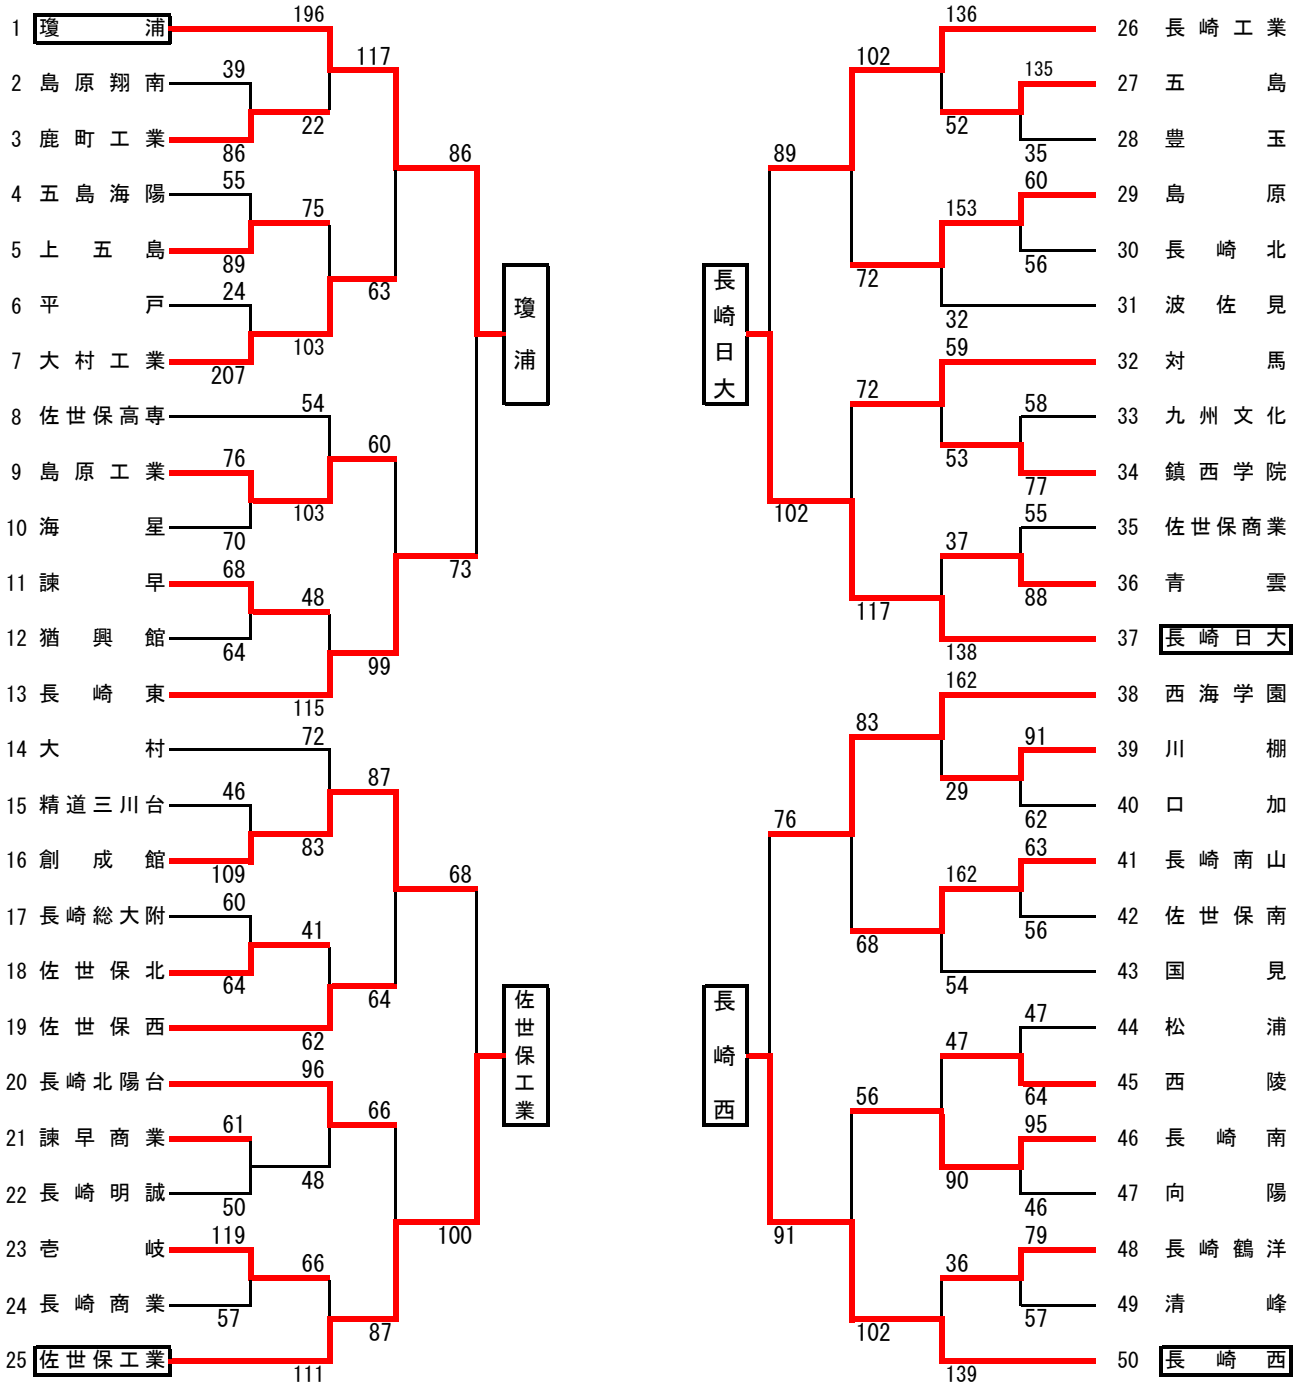 1 瓊浦 196
117
2 島原翔南 39
22
3 鹿町工業 86
86
4 五島海陽 55
75
5 上五島 89
63
6 平戸 24
103
7 大村工業 207
瓊浦
8 佐世保高専 54
60
9 島原工業 76
103
10 海星 70
73
11 諫早 68
48
12 猶興館 64
99
13 長崎東 115
14 大村 72
87
15 精道三川台 46
83
16 創成館 109
68
17 長崎総大附 60
41
18 佐世保北 64
64
19 佐世保西 62
佐世保工業
20 長崎北陽台 96
66
21 諫早商業 61
48
22 長崎明誠 50
100
23 壱岐 119
66
24 長崎商業 57
87
25 佐世保工業 111
136 26 長崎工業
102
135 27 五島
52
35 28 豊玉
89
60 29 島原
153
56 30 長崎北
72
32 31 波佐見
長崎日大
59 32 対馬
72
58 33 九州文化
53
77 34 鎮西学院
102
55 35 佐世保商業
37
88 36 青雲
117
138 37 長崎日大
162 38 西海学園
83
91 39 川棚
29
62 40 口加
76
63 41 長崎南山
162
56 42 佐世保南
68
54 43 国見
長崎西
47 44 松浦
47
64 45 西陵
56
95 46 長崎南
90
46 47 向陽
91
79 48 長崎鶴洋
36
57 49 清峰
102
139 50 長崎西